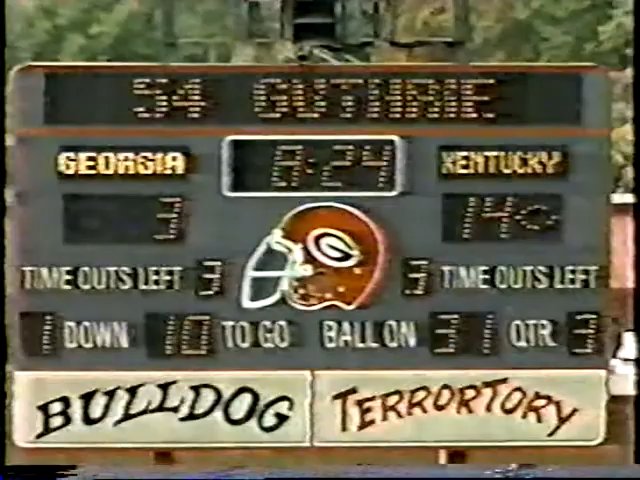 54 GUTHRIE
GEORGIA 8:24 KENTUCKY
3 14
G
TIME OUTS LEFT 3 3 TIME OUTS LEFT
1 DOWN 10 TO GO BALL ON QTR. 3
BULLDOG TERRORTORY